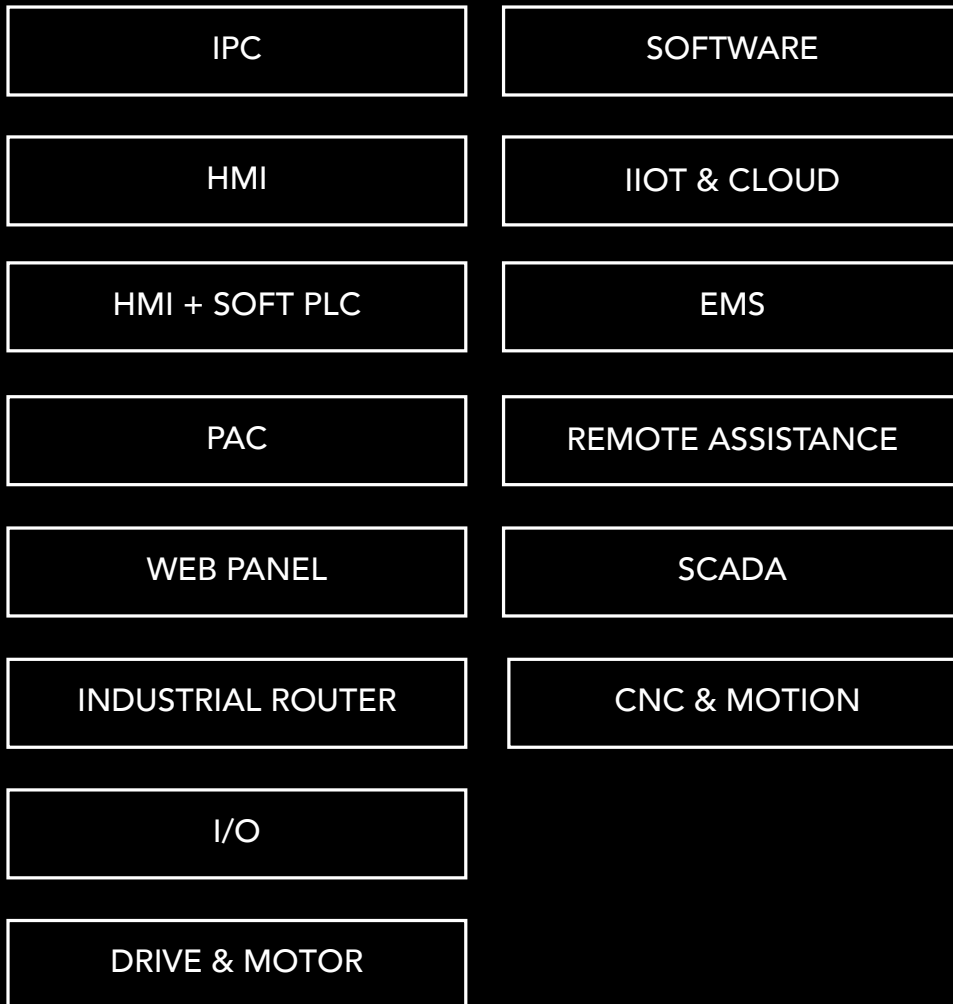 IPC
HMI
HMI + SOFT PLC
PAC
WEB PANEL
INDUSTRIAL ROUTER
I/O
DRIVE & MOTOR
SOFTWARE
IIOT & CLOUD
EMS
REMOTE ASSISTANCE
SCADA
CNC & MOTION